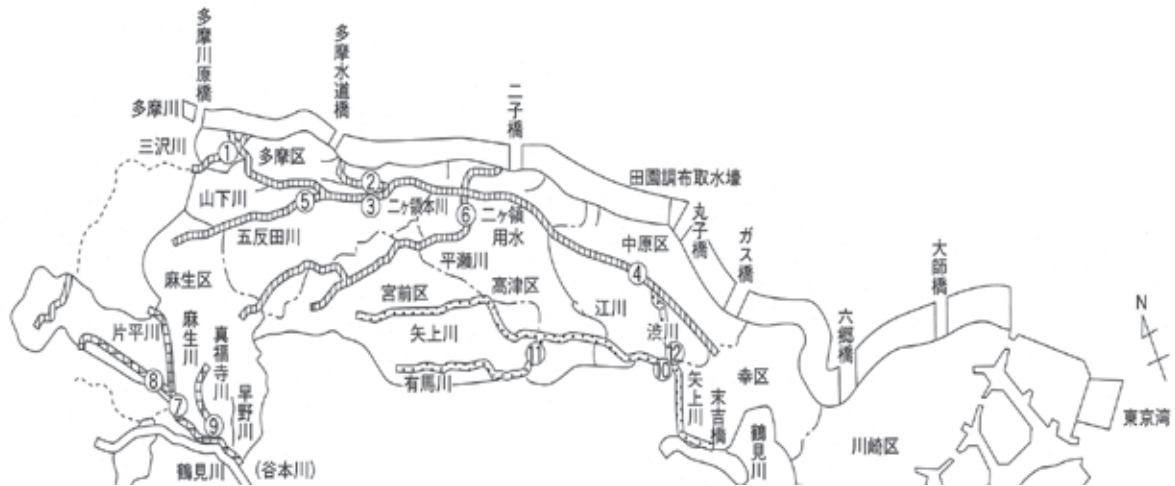 多摩川原橋
多摩水道橋
二子橋
多摩川
三沢川
①
多摩区
田園調布取水壕
山下川
②
⑤
③
二ヶ領本川
⑥
二ヶ領
用水
丸子橋
ガス橋
五反田川
中原区
大師橋
平瀬川
④
麻生区
高津区
宮前区
江川
六郷橋
N
片平川
麻生川
真福寺川
矢上川
渋川
⑪
⑫
⑩
有馬川
矢上川
幸区
⑧
⑦
⑨
早野川
末吉橋
鶴見川
川崎区
東京湾
鶴見川
(谷本川)